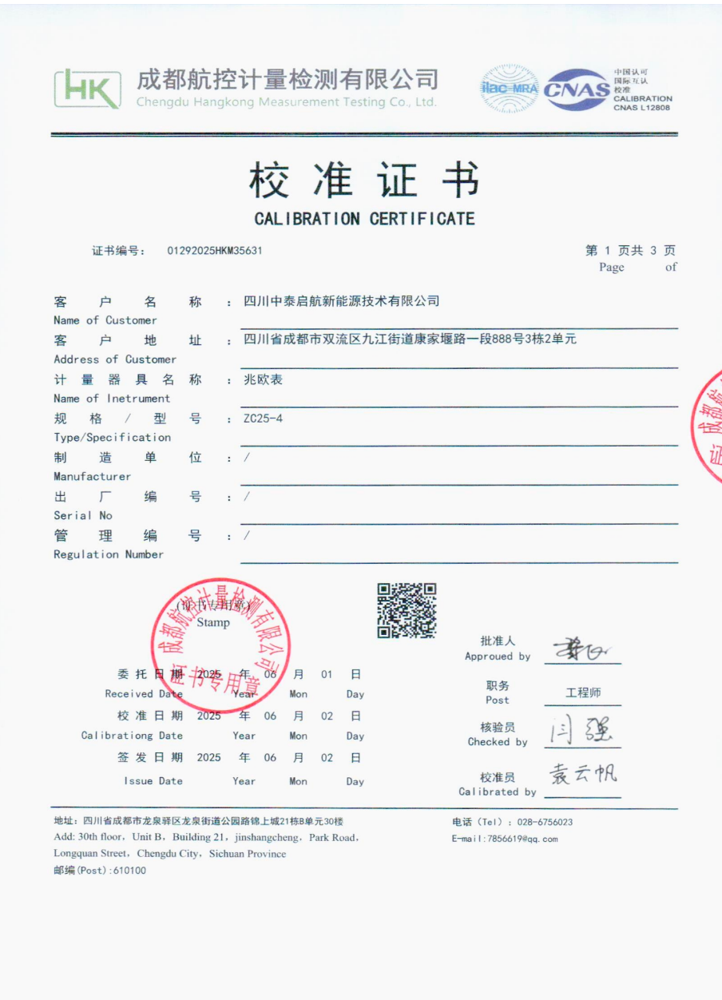 HK 成都航控计量检测有限公司
Chengdu Hangkong Measurement Testing Co., Ltd.
ilac-MRA CNAS
中国认可
国际互认
校准
CALIBRATION
CNAS L12808
校准证书
CALIBRATION CERTIFICATE
证书编号： 01292025HKM35631
第 1 页共 3 页
Page of
客户名称：四川中泰启航新能源技术有限公司
Name of Customer
客户地址：四川省成都市双流区九江街道康家堰路一段888号3栋2单元
Address of Customer
计量器具名称：兆欧表
Name of Inetrument
规格/型号：ZC25-4
Type/Specification
制造单位：/
Manufacturer
出厂编号：/
Serial No
管理编号：/
Regulation Number
成都航控计量检测有限公司
(证书专用章)
Stamp
证书专用章
委托日期 2025 年 06 月 01 日
Received Date Year Mon Day
校准日期 2025 年 06 月 02 日
Calibrationg Date Year Mon Day
签发日期 2025 年 06 月 02 日
Issue Date Year Mon Day
批准人
Approued by
职务 工程师
Post
核验员 闫强
Checked by
校准员 袁云帆
Calibrated by
地址：四川省成都市龙泉驿区龙泉街道公园路锦上城21栋B单元30楼
Add: 30th floor, Unit B, Building 21, jinshangcheng, Park Road,
Longquan Street, Chengdu City, Sichuan Province
邮编(Post):610100
电话（Tel）：028-6756023
E-mail:7856619@qq.com